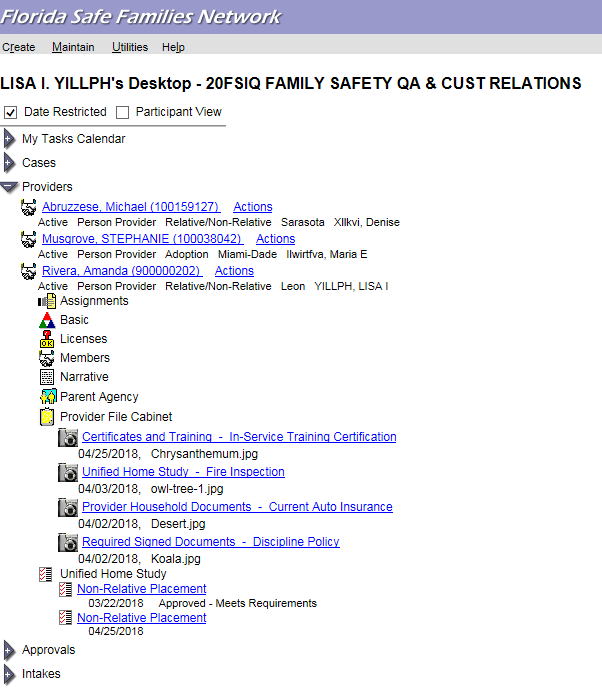 Florida Safe Families Network
Create Maintain Utilities Help
LISA I. YILLPH's Desktop - 20FSIQ FAMILY SAFETY QA & CUST RELATIONS
Date Restricted Participant View
My Tasks Calendar
Cases
Providers
Abruzzese, Michael (100159127) Actions
Active Person Provider Relative/Non-Relative Sarasota XIlkvi, Denise
Musgrove, STEPHANIE (100038042) Actions
Active Person Provider Adoption Miami-Dade Ilwirtfva, Maria E
Rivera, Amanda (900000202) Actions
Active Person Provider Relative/Non-Relative Leon YILLPH, LISA I
Assignments
Basic
OK Licenses
Members
Narrative
Parent Agency
Provider File Cabinet
Certificates and Training - In-Service Training Certification
04/25/2018, Chrysanthemum.jpg
Unified Home Study - Fire Inspection
04/03/2018, owl-tree-1.jpg
Provider Household Documents - Current Auto Insurance
04/02/2018, Desert.jpg
Required Signed Documents - Discipline Policy
04/02/2018, Koala.jpg
Unified Home Study
Non-Relative Placement
03/22/2018 Approved - Meets Requirements
Non-Relative Placement
04/25/2018
Approvals
Intakes